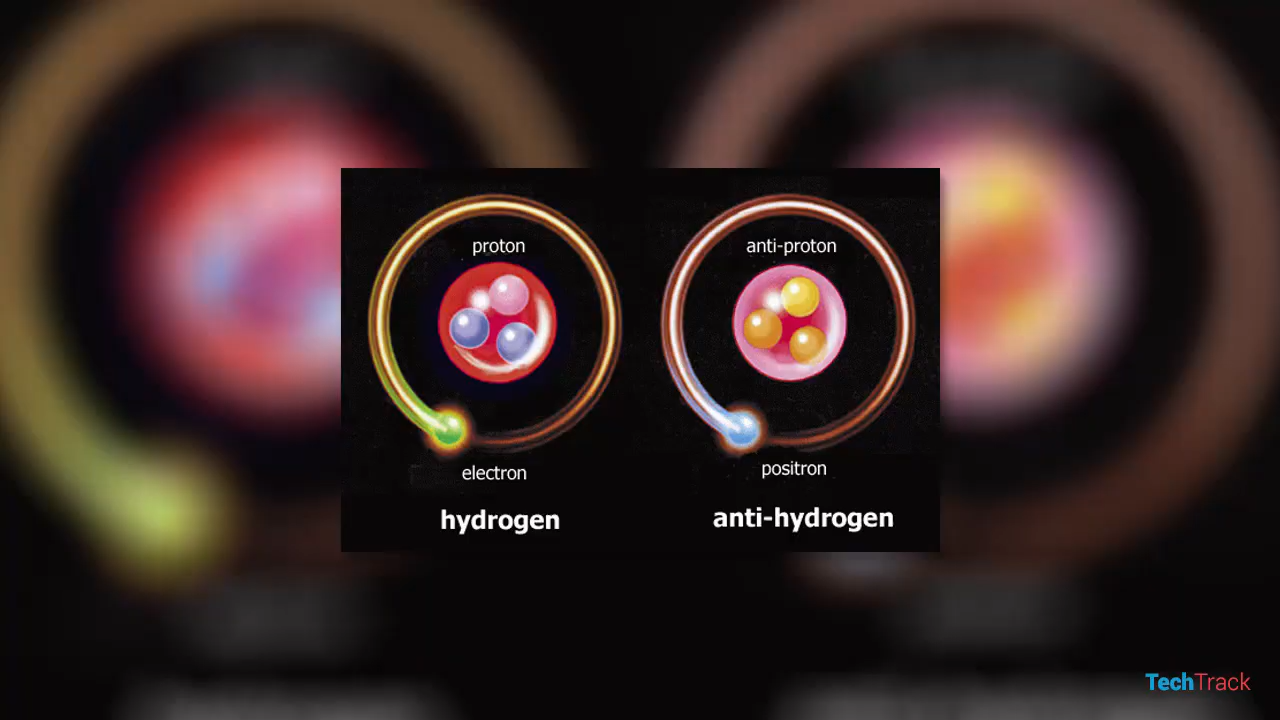 proton
anti-proton
electron
positron
hydrogen
anti-hydrogen
TechTrack